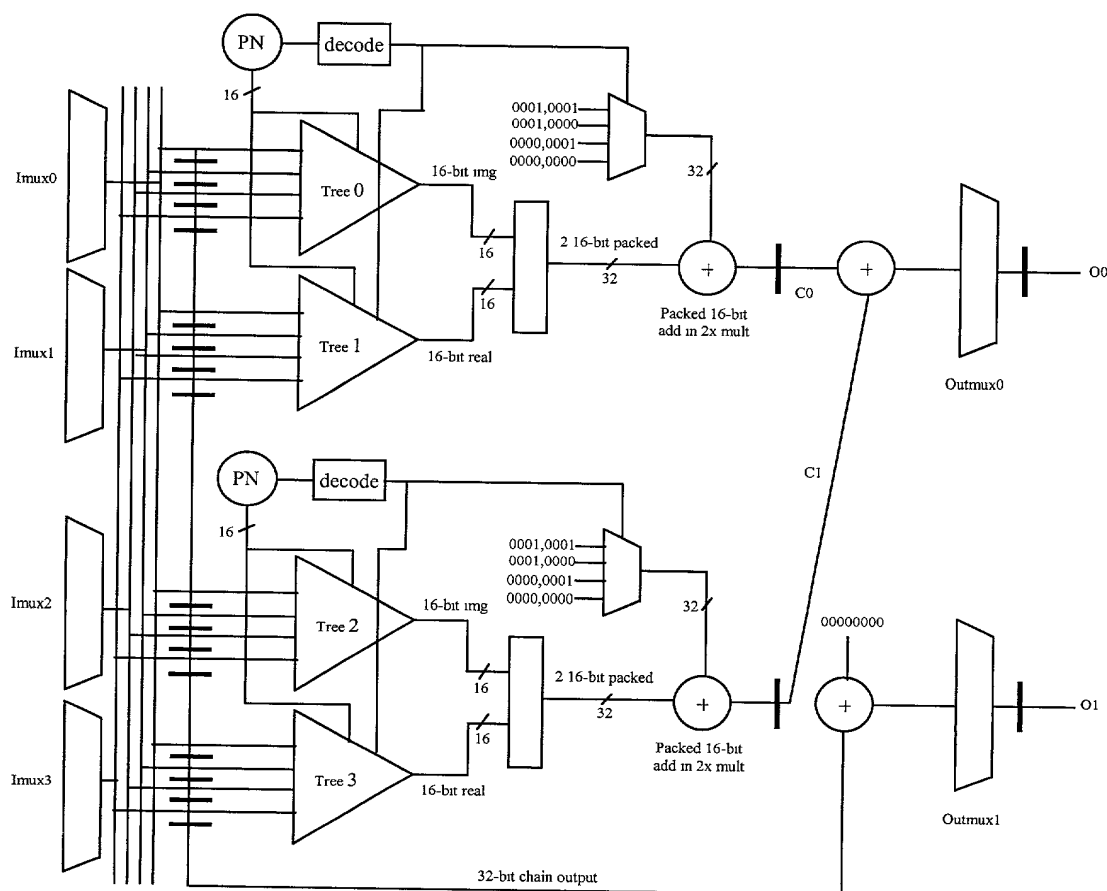 PN
decode
16
0001,0001
0001,0000
0000,0001
0000,0000
Imux0
Tree 0
16-bit img
32
16
2 16-bit packed
32
C0
O0
Packed 16-bit
add in 2x mult
16
Imux1
Tree 1
16-bit real
Outmux0
PN
decode
C1
16
0001,0001
0001,0000
0000,0001
0000,0000
Imux2
Tree 2
16-bit img
32
00000000
16
2 16-bit packed
32
O1
16
Packed 16-bit
add in 2x mult
Imux3
Tree 3
16-bit real
Outmux1
32-bit chain output